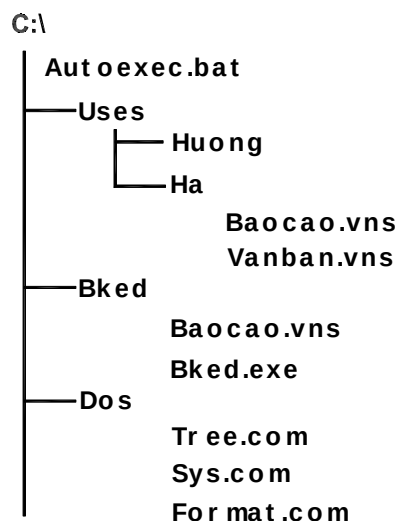 C:\
Autoexec.bat
Uses
Huong
Ha
Baocao.vns
Vanban.vns
Bked
Baocao.vns
Bked.exe
Dos
Tree.com
Sys.com
Format.com